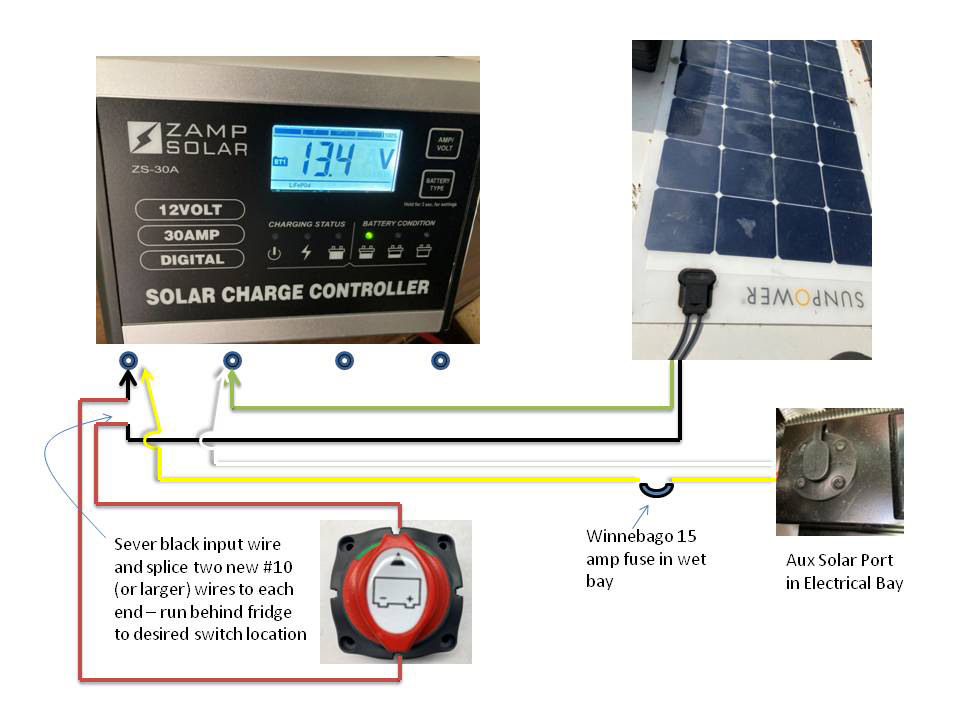 ZAMP
SOLAR
ZS-30A
100%
BT1
13.4 V
LiFePO4
AMP/
VOLT
BATTERY
TYPE
Hold for 3 sec. for settings
12VOLT
30AMP
DIGITAL
CHARGING STATUS
BATTERY CONDITION
SOLAR CHARGE CONTROLLER
SUNPOWER
Sever black input wire
and splice two new #10
(or larger) wires to each
end – run behind fridge
to desired switch location
Winnebago 15
amp fuse in wet
bay
Aux Solar Port
in Electrical Bay